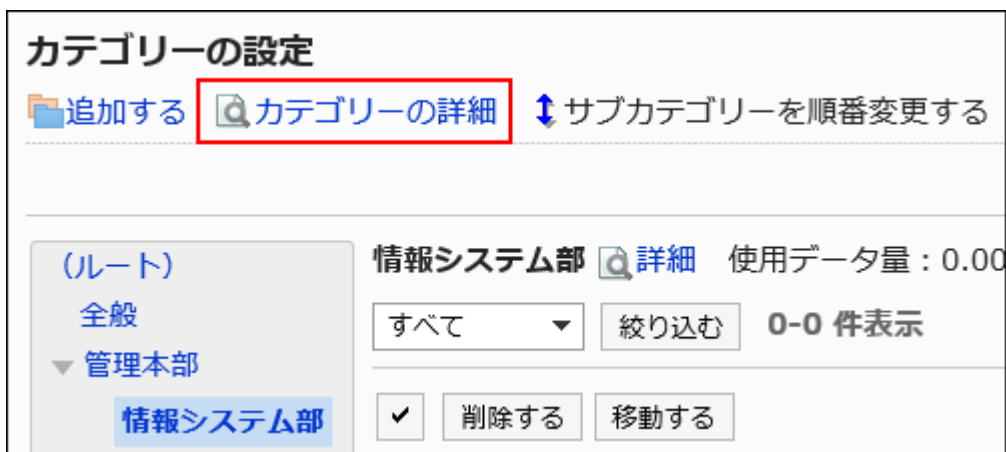 カテゴリーの設定
追加する カテゴリーの詳細 サブカテゴリーを順番変更する
(ルート)
全般
管理本部
情報システム部
情報システム部 詳細 使用データ量 : 0.00
すべて 絞り込む 0-0 件表示
削除する 移動する